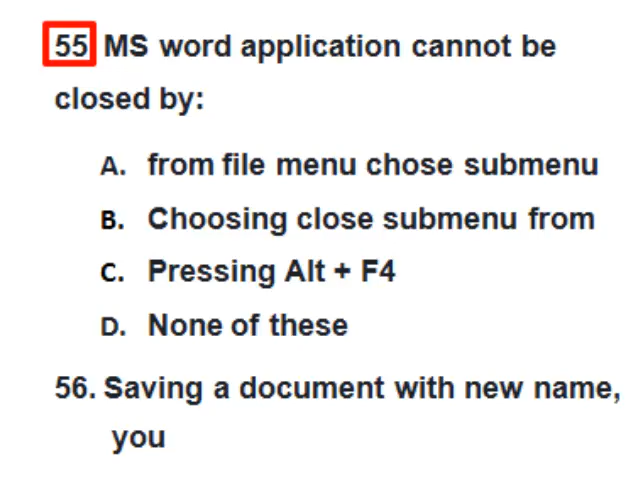 55 MS word application cannot be
closed by:
A. from file menu chose submenu
B. Choosing close submenu from
C. Pressing Alt + F4
D. None of these
56. Saving a document with new name,
you